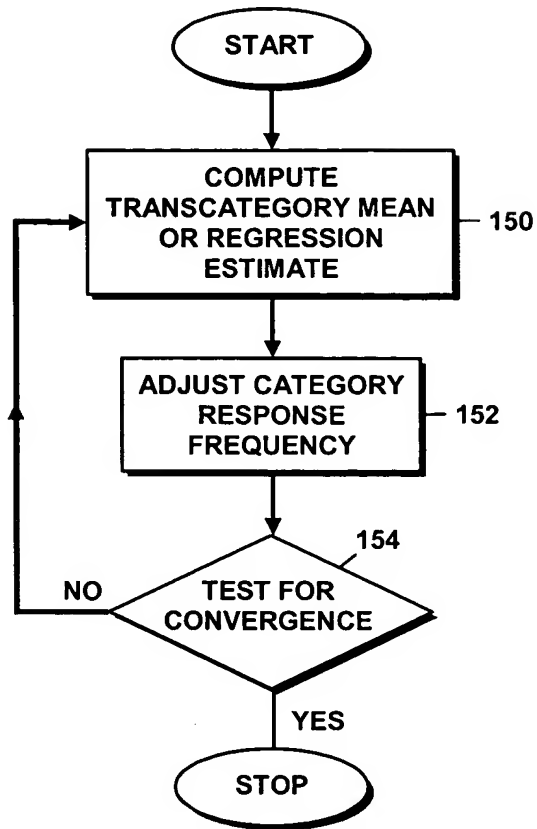 START
COMPUTE
TRANSCATEGORY MEAN
OR REGRESSION
ESTIMATE
150
ADJUST CATEGORY
RESPONSE
FREQUENCY
152
154
TEST FOR
CONVERGENCE
NO
YES
STOP